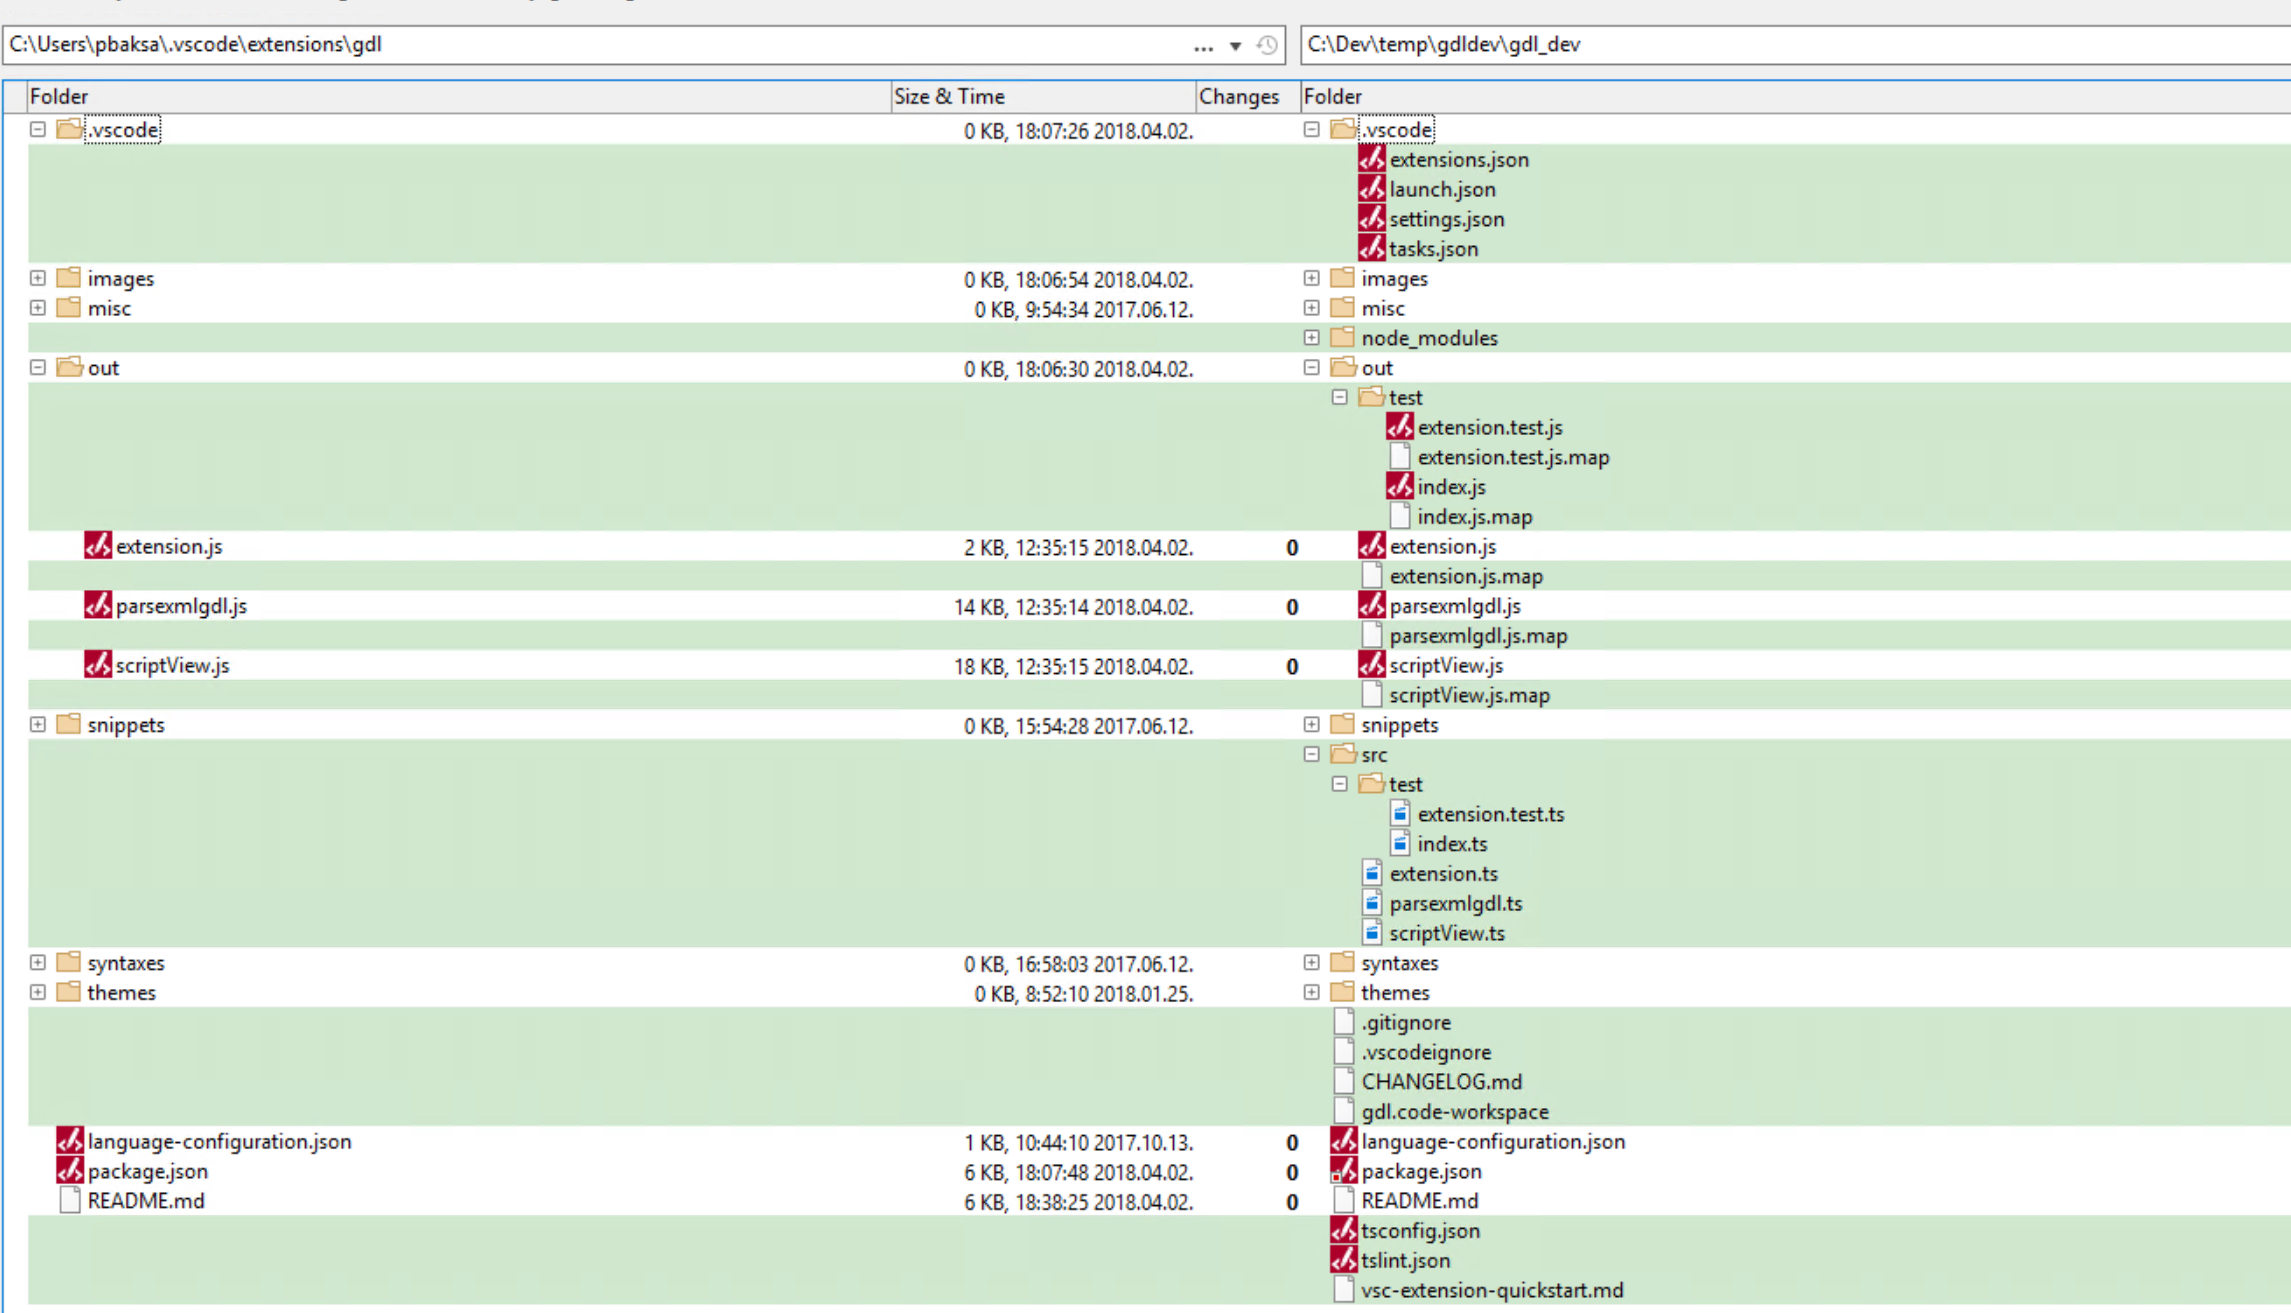 C:\Users\pbaksa\.vscode\extensions\gdl ... C:\Dev\temp\gdldev\gdl_dev
Folder Size & Time Changes Folder
.vscode 0 KB, 18:07:26 2018.04.02. .vscode
extensions.json
launch.json
settings.json
tasks.json
images 0 KB, 18:06:54 2018.04.02. images
misc 0 KB, 9:54:34 2017.06.12. misc
node_modules
out 0 KB, 18:06:30 2018.04.02. out
test
extension.test.js
extension.test.js.map
index.js
index.js.map
extension.js 2 KB, 12:35:15 2018.04.02. 0 extension.js
extension.js.map
parsexmlgdl.js 14 KB, 12:35:14 2018.04.02. 0 parsexmlgdl.js
parsexmlgdl.js.map
scriptView.js 18 KB, 12:35:15 2018.04.02. 0 scriptView.js
scriptView.js.map
snippets 0 KB, 15:54:28 2017.06.12. snippets
src
test
extension.test.ts
index.ts
extension.ts
parsexmlgdl.ts
scriptView.ts
syntaxes 0 KB, 16:58:03 2017.06.12. syntaxes
themes 0 KB, 8:52:10 2018.01.25. themes
.gitignore
.vscodeignore
CHANGELOG.md
gdl.code-workspace
language-configuration.json 1 KB, 10:44:10 2017.10.13. 0 language-configuration.json
package.json 6 KB, 18:07:48 2018.04.02. 0 package.json
README.md 6 KB, 18:38:25 2018.04.02. 0 README.md
tsconfig.json
tslint.json
vsc-extension-quickstart.md